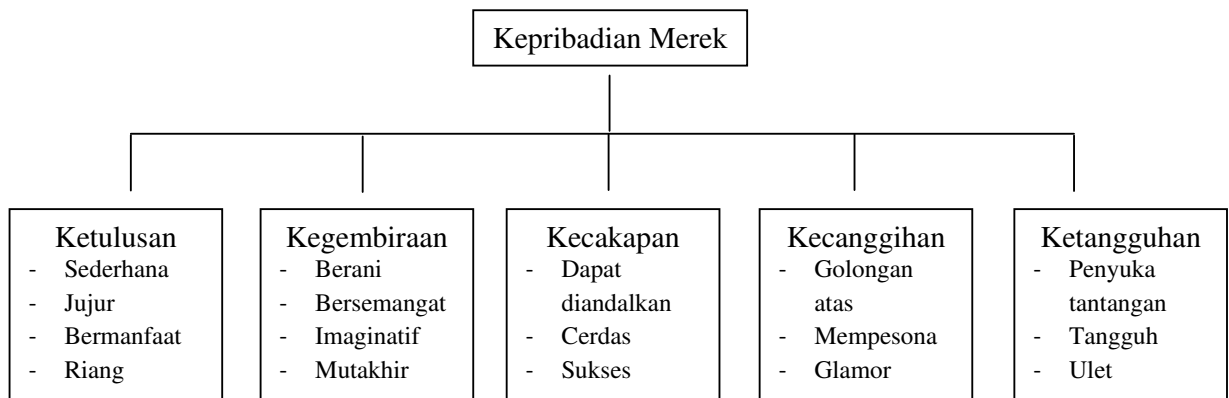 Kepribadian Merek
Ketulusan
- Sederhana
- Jujur
- Bermanfaat
- Riang
Kegembiraan
- Berani
- Bersemangat
- Imaginatif
- Mutakhir
Kecakapan
- Dapat
diandalkan
- Cerdas
- Sukses
Kecanggihan
- Golongan
atas
- Mempesona
- Glamor
Ketangguhan
- Penyuka
tantangan
- Tangguh
- Ulet